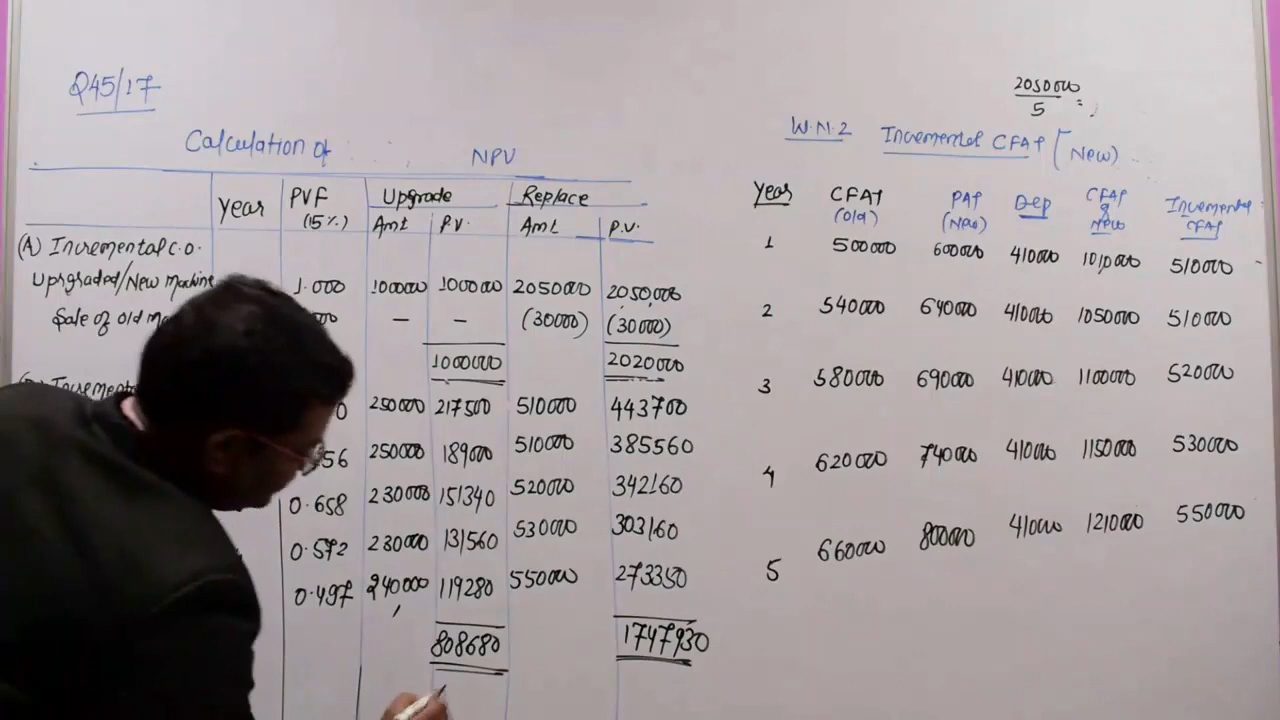 Q45/17
Calculation of NPV
Year PVF Upgrade Replace
(15%) Amt P.V. Amt P.V.
(A) Incremental C.O.
Uprgraded/New Machine 1.000 100000 1000000 2050000 2050,000
Sale of old — — (30000) (30000)
1000000 2020000
250000 217500 510000 443700
56 250000 189000 510000 385560
0.658 230000 151340 520000 342160
0.572 230000 131560 530000 303160
0.497 240000 119280 550000 273350
808680 1747930
2050000
5 =
W.N.2 Incremental CFAT (New)
Year CFAT PAT Dep CFAT Incremental
(Old) (New) of New CFAT
1 500000 600000 410000 1010000 510000
2 540000 640000 410000 1050000 510000
3 580000 690000 410000 1100000 520000
4 620000 740000 410000 1150000 530000
5 660000 800000 410000 1210000 550000